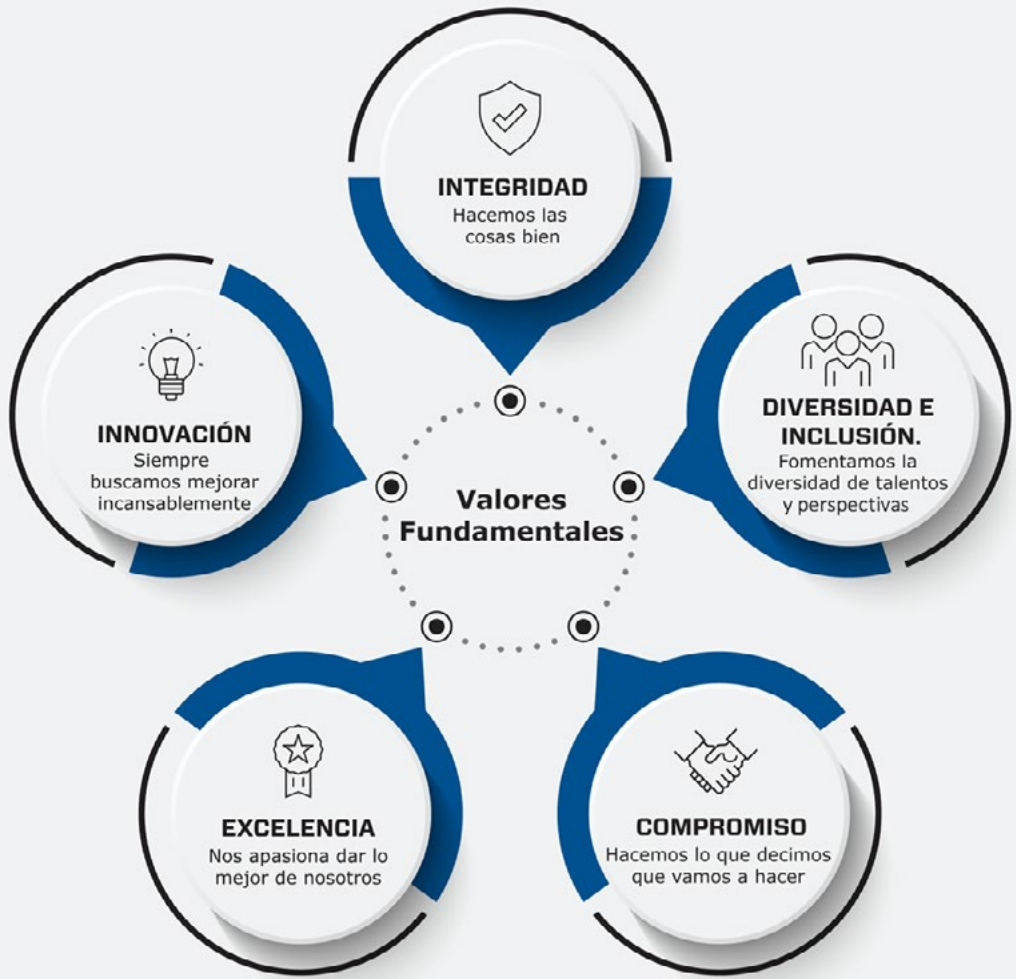 INTEGRIDAD
Hacemos las
cosas bien
INNOVACIÓN
Siempre
buscamos mejorar
incansablemente
DIVERSIDAD E
INCLUSIÓN.
Fomentamos la
diversidad de talentos
y perspectivas
Valores
Fundamentales
EXCELENCIA
Nos apasiona dar lo
mejor de nosotros
COMPROMISO
Hacemos lo que decimos
que vamos a hacer